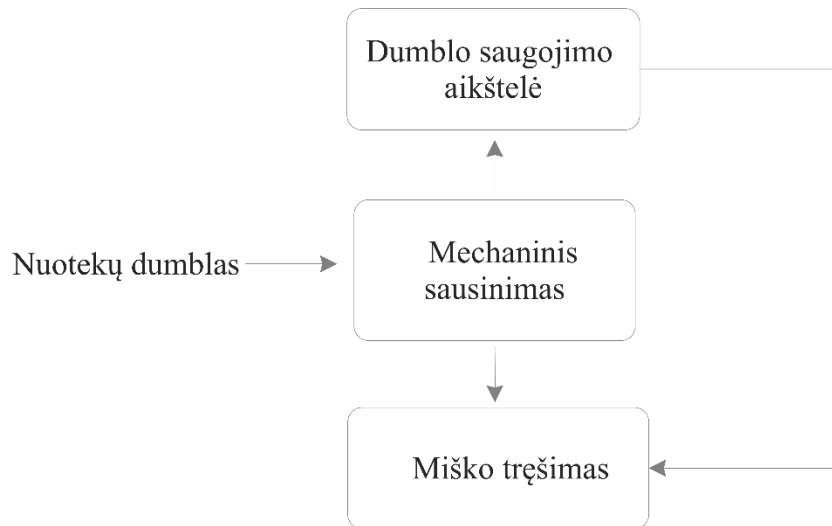 Dumblo saugojimo
aikštelė
Nuotekų dumblas
Mechaninis
sausinimas
Miško tręšimas